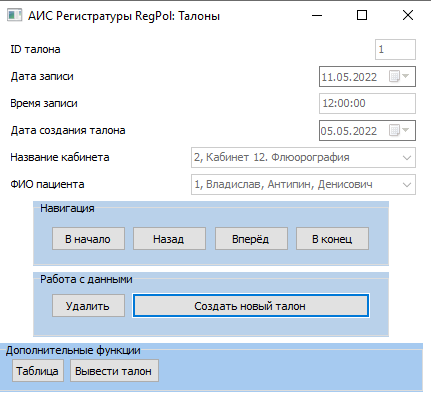 АИС Регистратуры RegPol: Талоны
ID талона 1
Дата записи 11.05.2022
Время записи 12:00:00
Дата создания талона 05.05.2022
Название кабинета 2, Кабинет 12. Флюорография
ФИО пациента 1, Владислав, Антипин, Денисович
Навигация
В начало Назад Вперёд В конец
Работа с данными
Удалить Создать новый талон
Дополнительные функции
Таблица Вывести талон